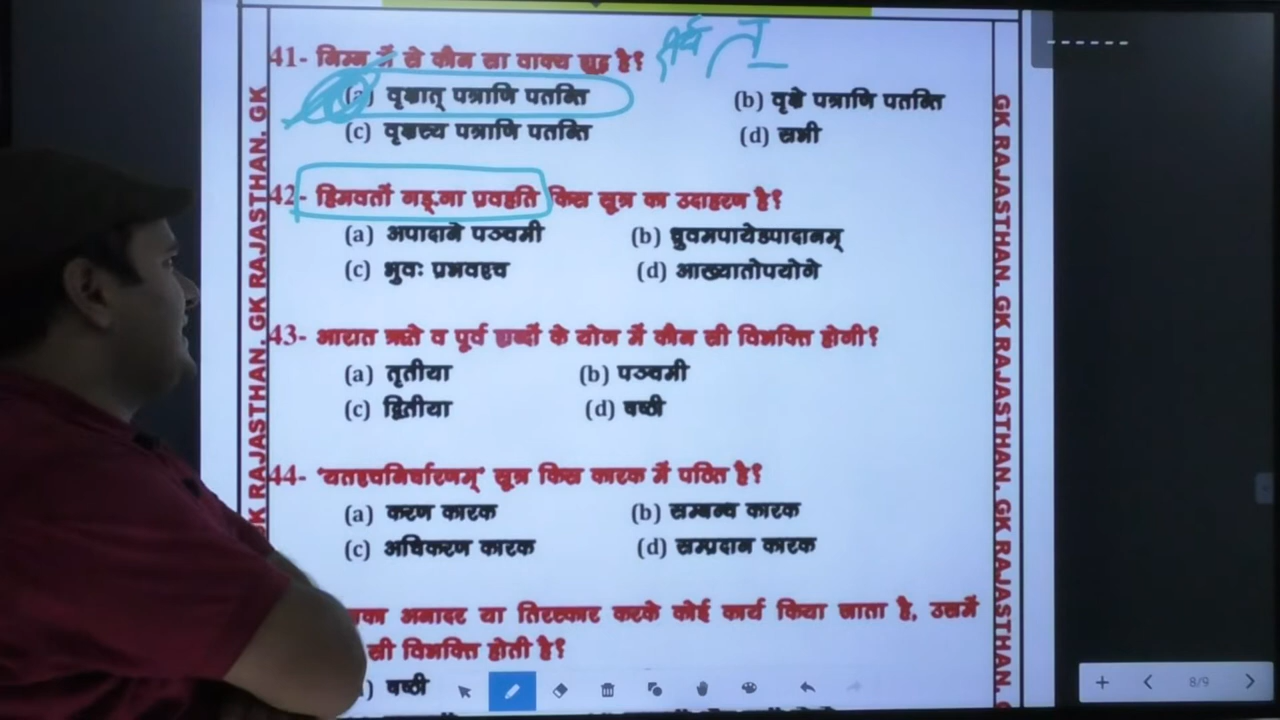 41- निम्न में से कौन सा वाक्य शुद्ध है?
(a) वृक्षात् पत्राणि पतन्ति
(b) वृक्षे पत्राणि पतन्ति
(c) वृक्षस्य पत्राणि पतन्ति
(d) सभी
42- हिमवतों गड्.गा प्रवहति किस सूत्र का उदाहरण है?
(a) अपादाने पञ्चमी
(b) ध्रुवमपायेऽपादानम्
(c) भुवः प्रभवश्च
(d) आख्यातोपयोगे
43- आरात ऋते व पूर्व शब्दों के योग में कौन सी विभक्ति होगी?
(a) तृतीया
(b) पञ्चमी
(c) द्वितीया
(d) षष्ठी
44- 'यतश्चनिर्धारणम्' सूत्र किस कारक में पठित है?
(a) करण कारक
(b) सम्बन्ध कारक
(c) अधिकरण कारक
(d) सम्प्रदान कारक
अनादर या तिरस्कार करके कोई कार्य किया जाता है, उसमें
सी विभक्ति होती है?
) षष्ठी
GK RAJASTHAN. GK RAJASTHAN. GK
GK RAJASTHAN. GK RAJASTHAN. GK RAJASTHAN.
8/9